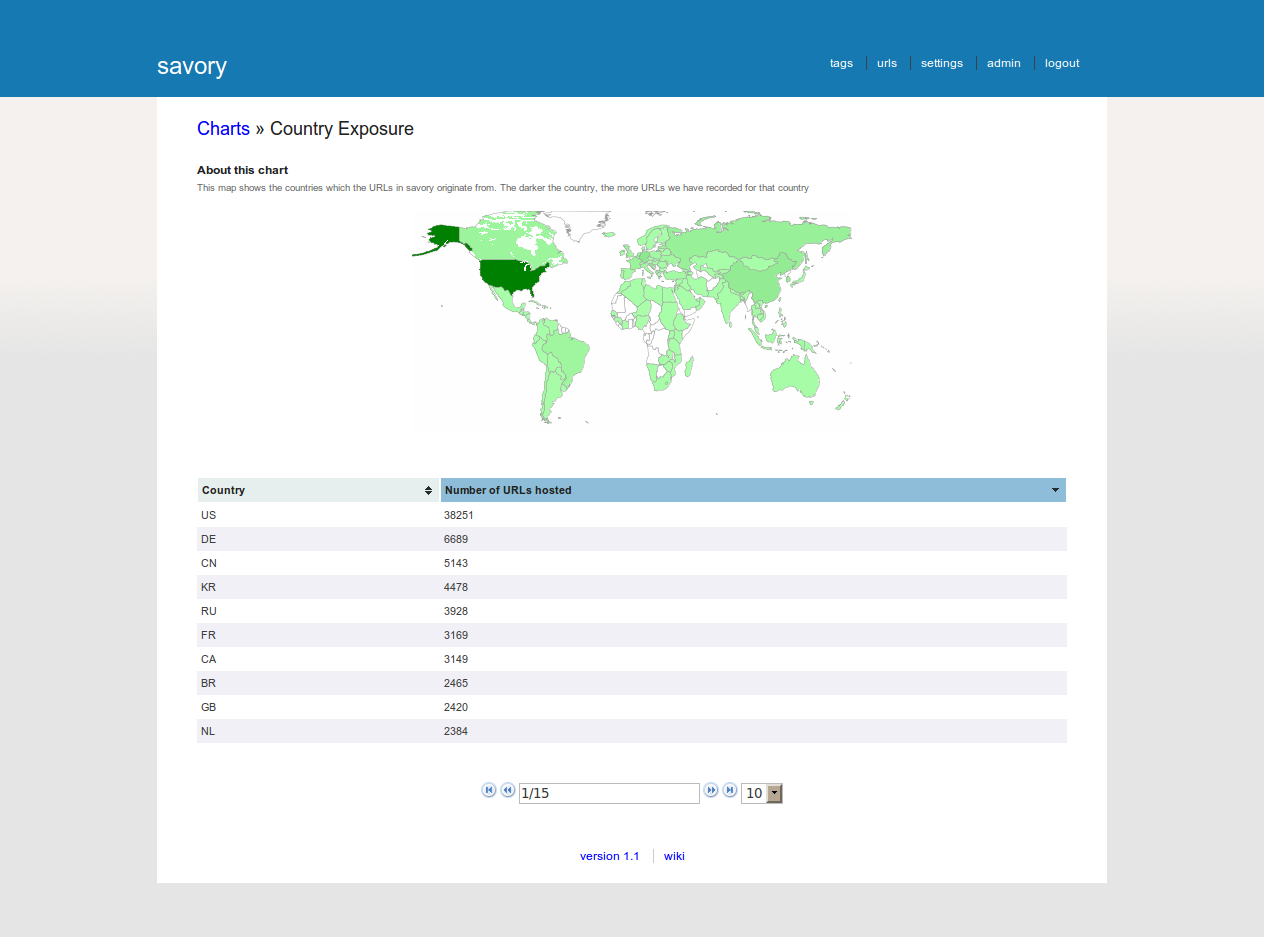 savory
tags urls settings admin logout
Charts » Country Exposure
About this chart
This map shows the countries which the URLs in savory originate from. The darker the country, the more URLs we have recorded for that country
Country Number of URLs hosted
US 38251
DE 6689
CN 5143
KR 4478
RU 3928
FR 3169
CA 3149
BR 2465
GB 2420
NL 2384
1/15 10
version 1.1 wiki